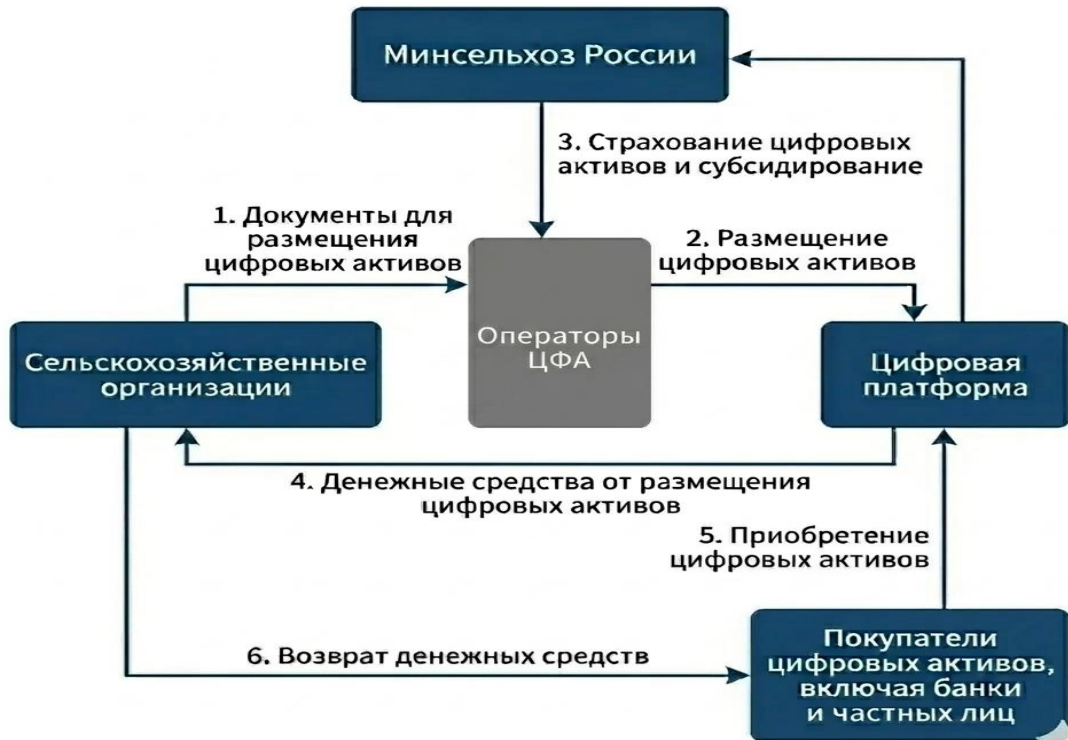 Минсельхоз России
3. Страхование цифровых
активов и субсидирование
1. Документы для
размещения
цифровых активов
2. Размещение
цифровых активов
Операторы
ЦФА
Сельскохозяйственные
организации
Цифровая
платформа
4. Денежные средства от размещения
цифровых активов
5. Приобретение
цифровых активов
6. Возврат денежных средств
Покупатели
цифровых активов,
включая банки
и частных лиц